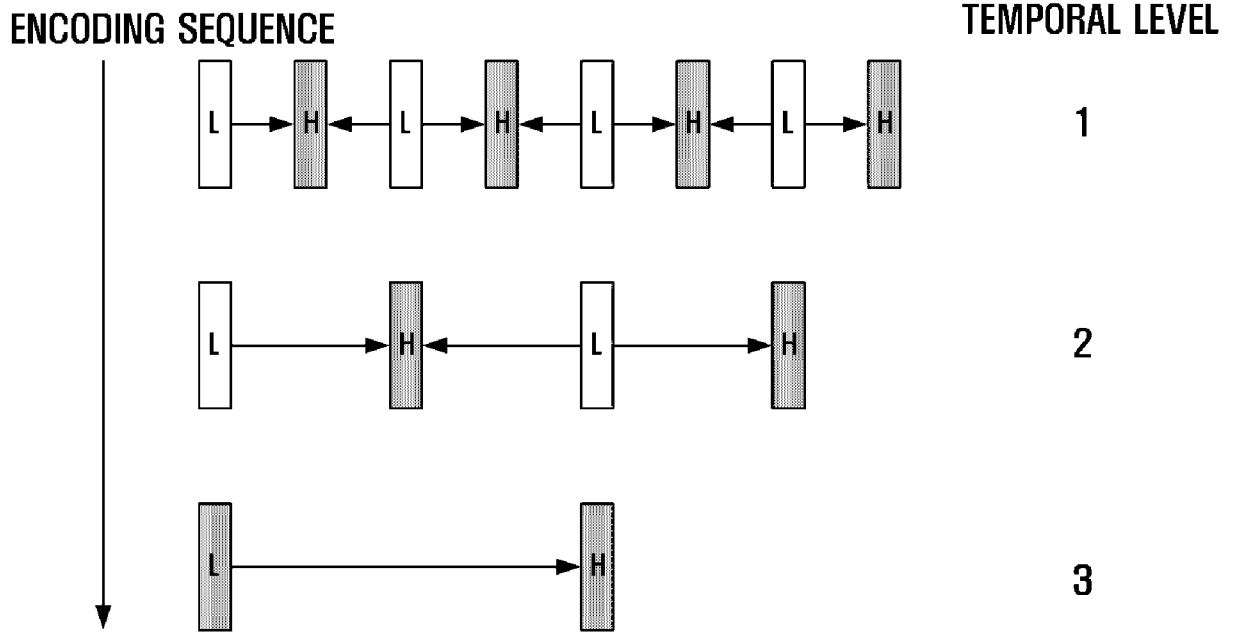 ENCODING SEQUENCE TEMPORAL LEVEL
L H L H L H L H 1
L H L H 2
L H 3